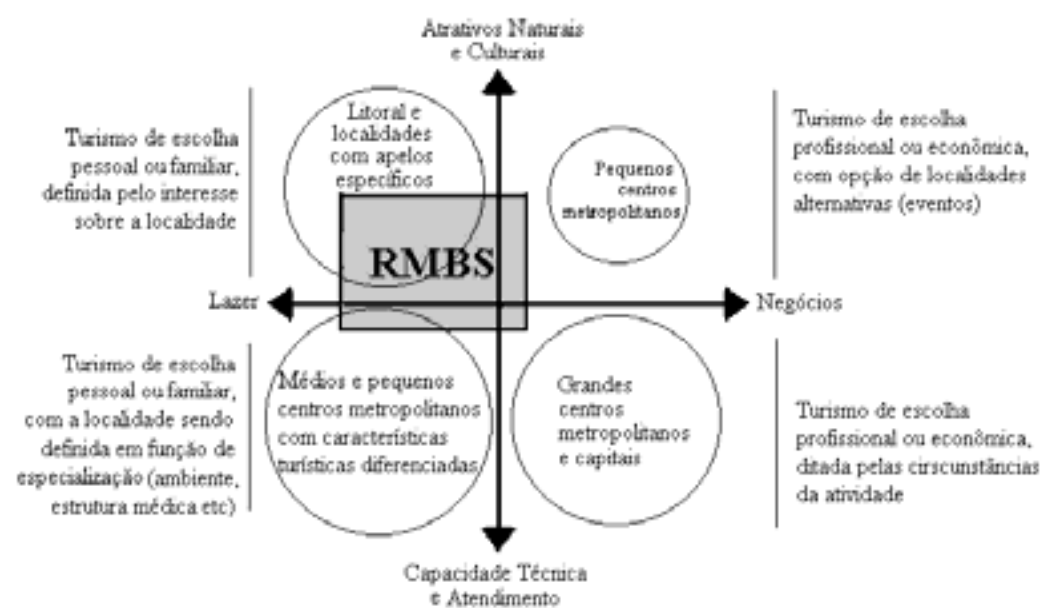 Atrativos Naturais
e Culturais
Turismo de escolha
pessoal ou familiar,
definida pelo interesse
sobre a localidade
Litoral e
localidades
com apelos
específicos
Pequenos
centros
metropolitanos
Turismo de escolha
profissional ou econômica,
com opção de localidades
alternativas (eventos)
RMBS
Lazer
Negócios
Turismo de escolha
pessoal ou familiar,
com a localidade sendo
definida em função de
especialização (ambiente,
estrutura médica etc)
Médios e pequenos
centros metropolitanos
com características
turísticas diferenciadas
Grandes
centros
metropolitanos
e capitais
Turismo de escolha
profissional ou econômica,
ditada pelas cirscunstâncias
da atividade
Capacidade Técnica
e Atendimento